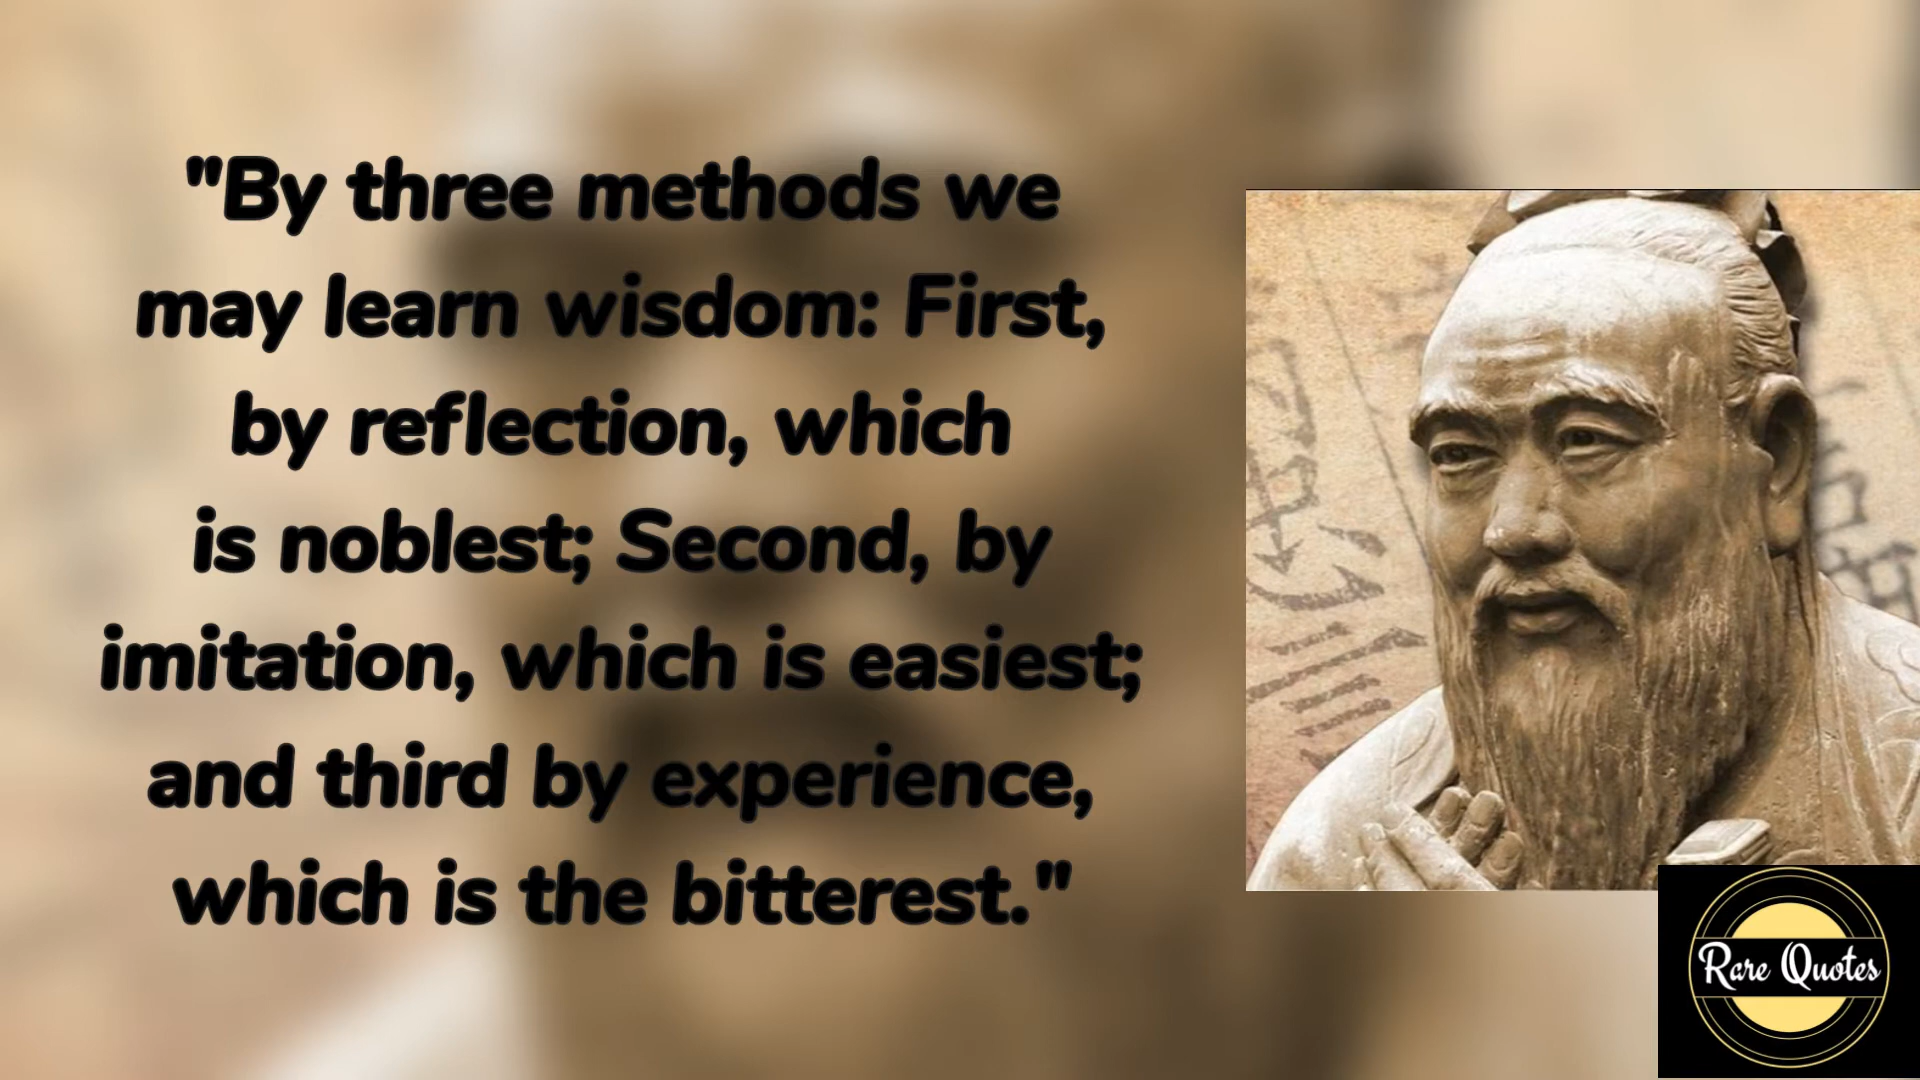 "By three methods we
may learn wisdom: First,
by reflection, which
is noblest; Second, by
imitation, which is easiest;
and third by experience,
which is the bitterest."
Rare Quotes